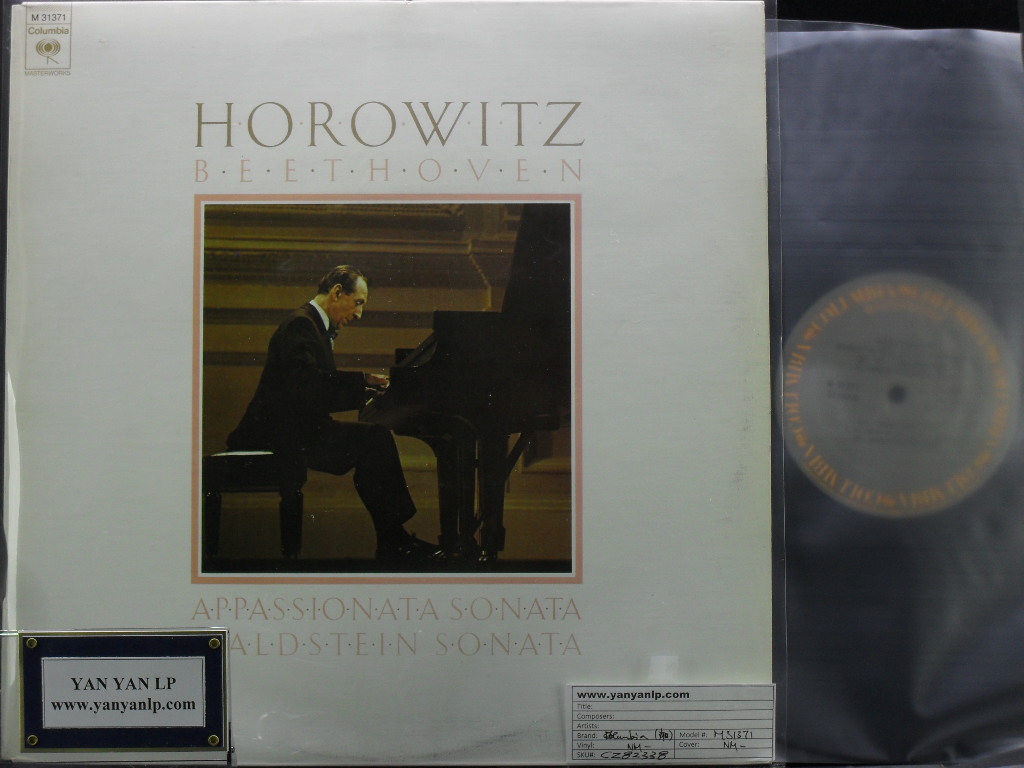 M 31371
Columbia
MASTERWORKS
HOROWITZ
B·E·E·T·H·O·V·E·N
APPASSIONATA SONATA
ALDSTEIN SONATA
YAN YAN LP
www.yanyanlp.com
www.yanyanlp.com
Title:
Composers:
Artists:
Brand: Columbia Model #: M31371
Vinyl: NM- Cover: NM-
SKU#: CZ82338